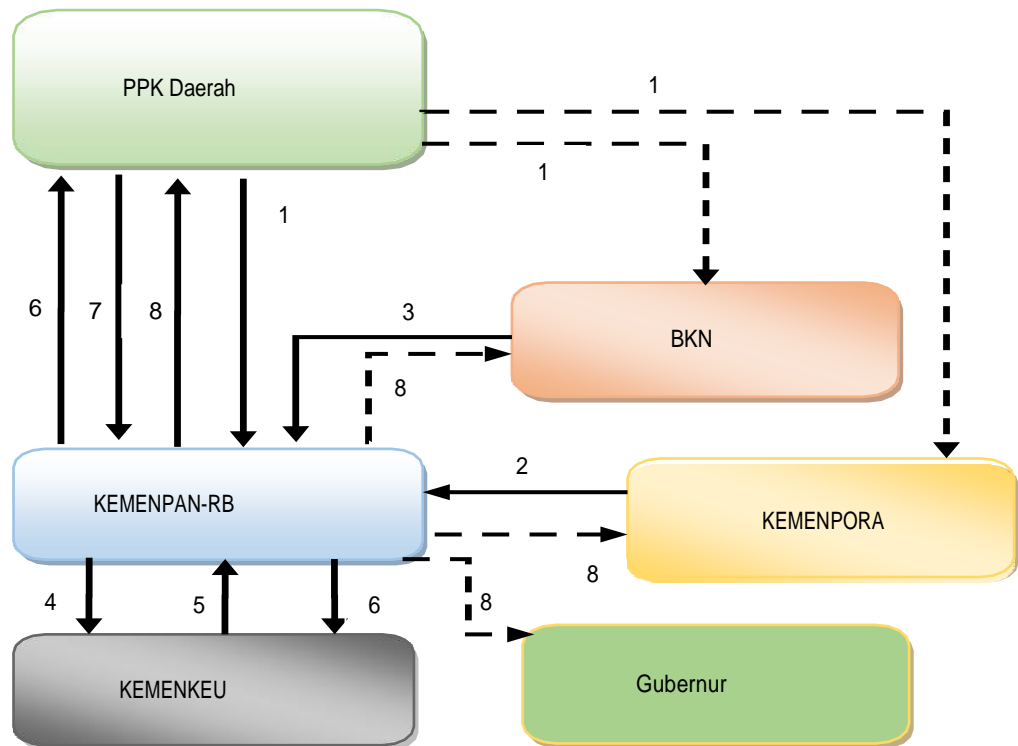 PPK Daerah
1
1
1
6
7
8
3
BKN
8
2
KEMENPAN-RB
KEMENPORA
8
4
5
6
8
KEMENKEU
Gubernur